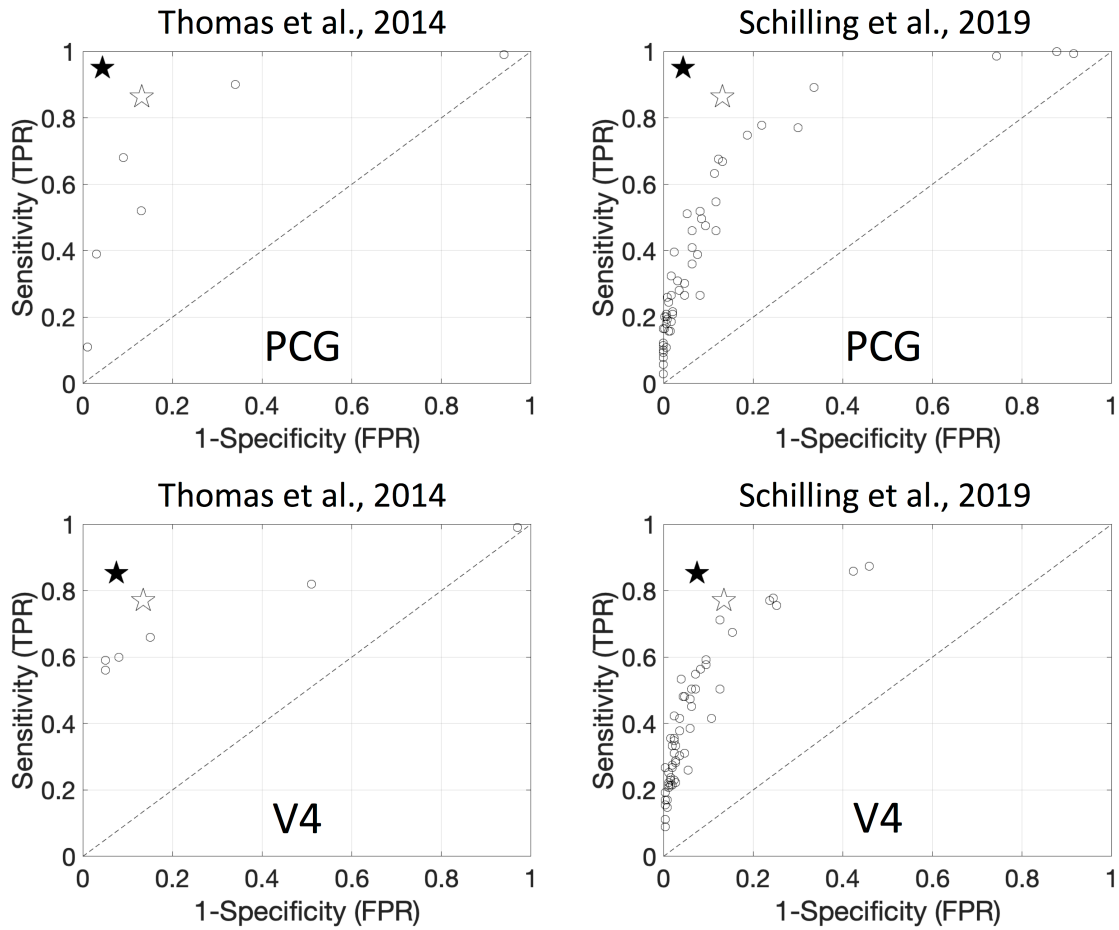 Thomas et al., 2014
1
0.8
0.6
0.4
0.2
0
Sensitivity (TPR)
PCG
0 0.2 0.4 0.6 0.8 1
1-Specificity (FPR)
Schilling et al., 2019
1
0.8
0.6
0.4
0.2
0
Sensitivity (TPR)
PCG
0 0.2 0.4 0.6 0.8 1
1-Specificity (FPR)
Thomas et al., 2014
1
0.8
0.6
0.4
0.2
0
Sensitivity (TPR)
V4
0 0.2 0.4 0.6 0.8 1
1-Specificity (FPR)
Schilling et al., 2019
1
0.8
0.6
0.4
0.2
0
Sensitivity (TPR)
V4
0 0.2 0.4 0.6 0.8 1
1-Specificity (FPR)